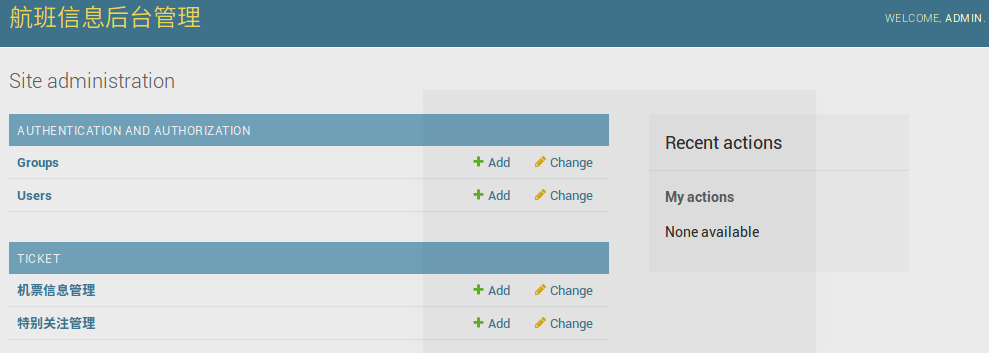 航班信息后台管理
WELCOME, ADMIN.
Site administration
AUTHENTICATION AND AUTHORIZATION
Groups Add Change
Users Add Change
TICKET
机票信息管理 Add Change
特别关注管理 Add Change
Recent actions
My actions
None available